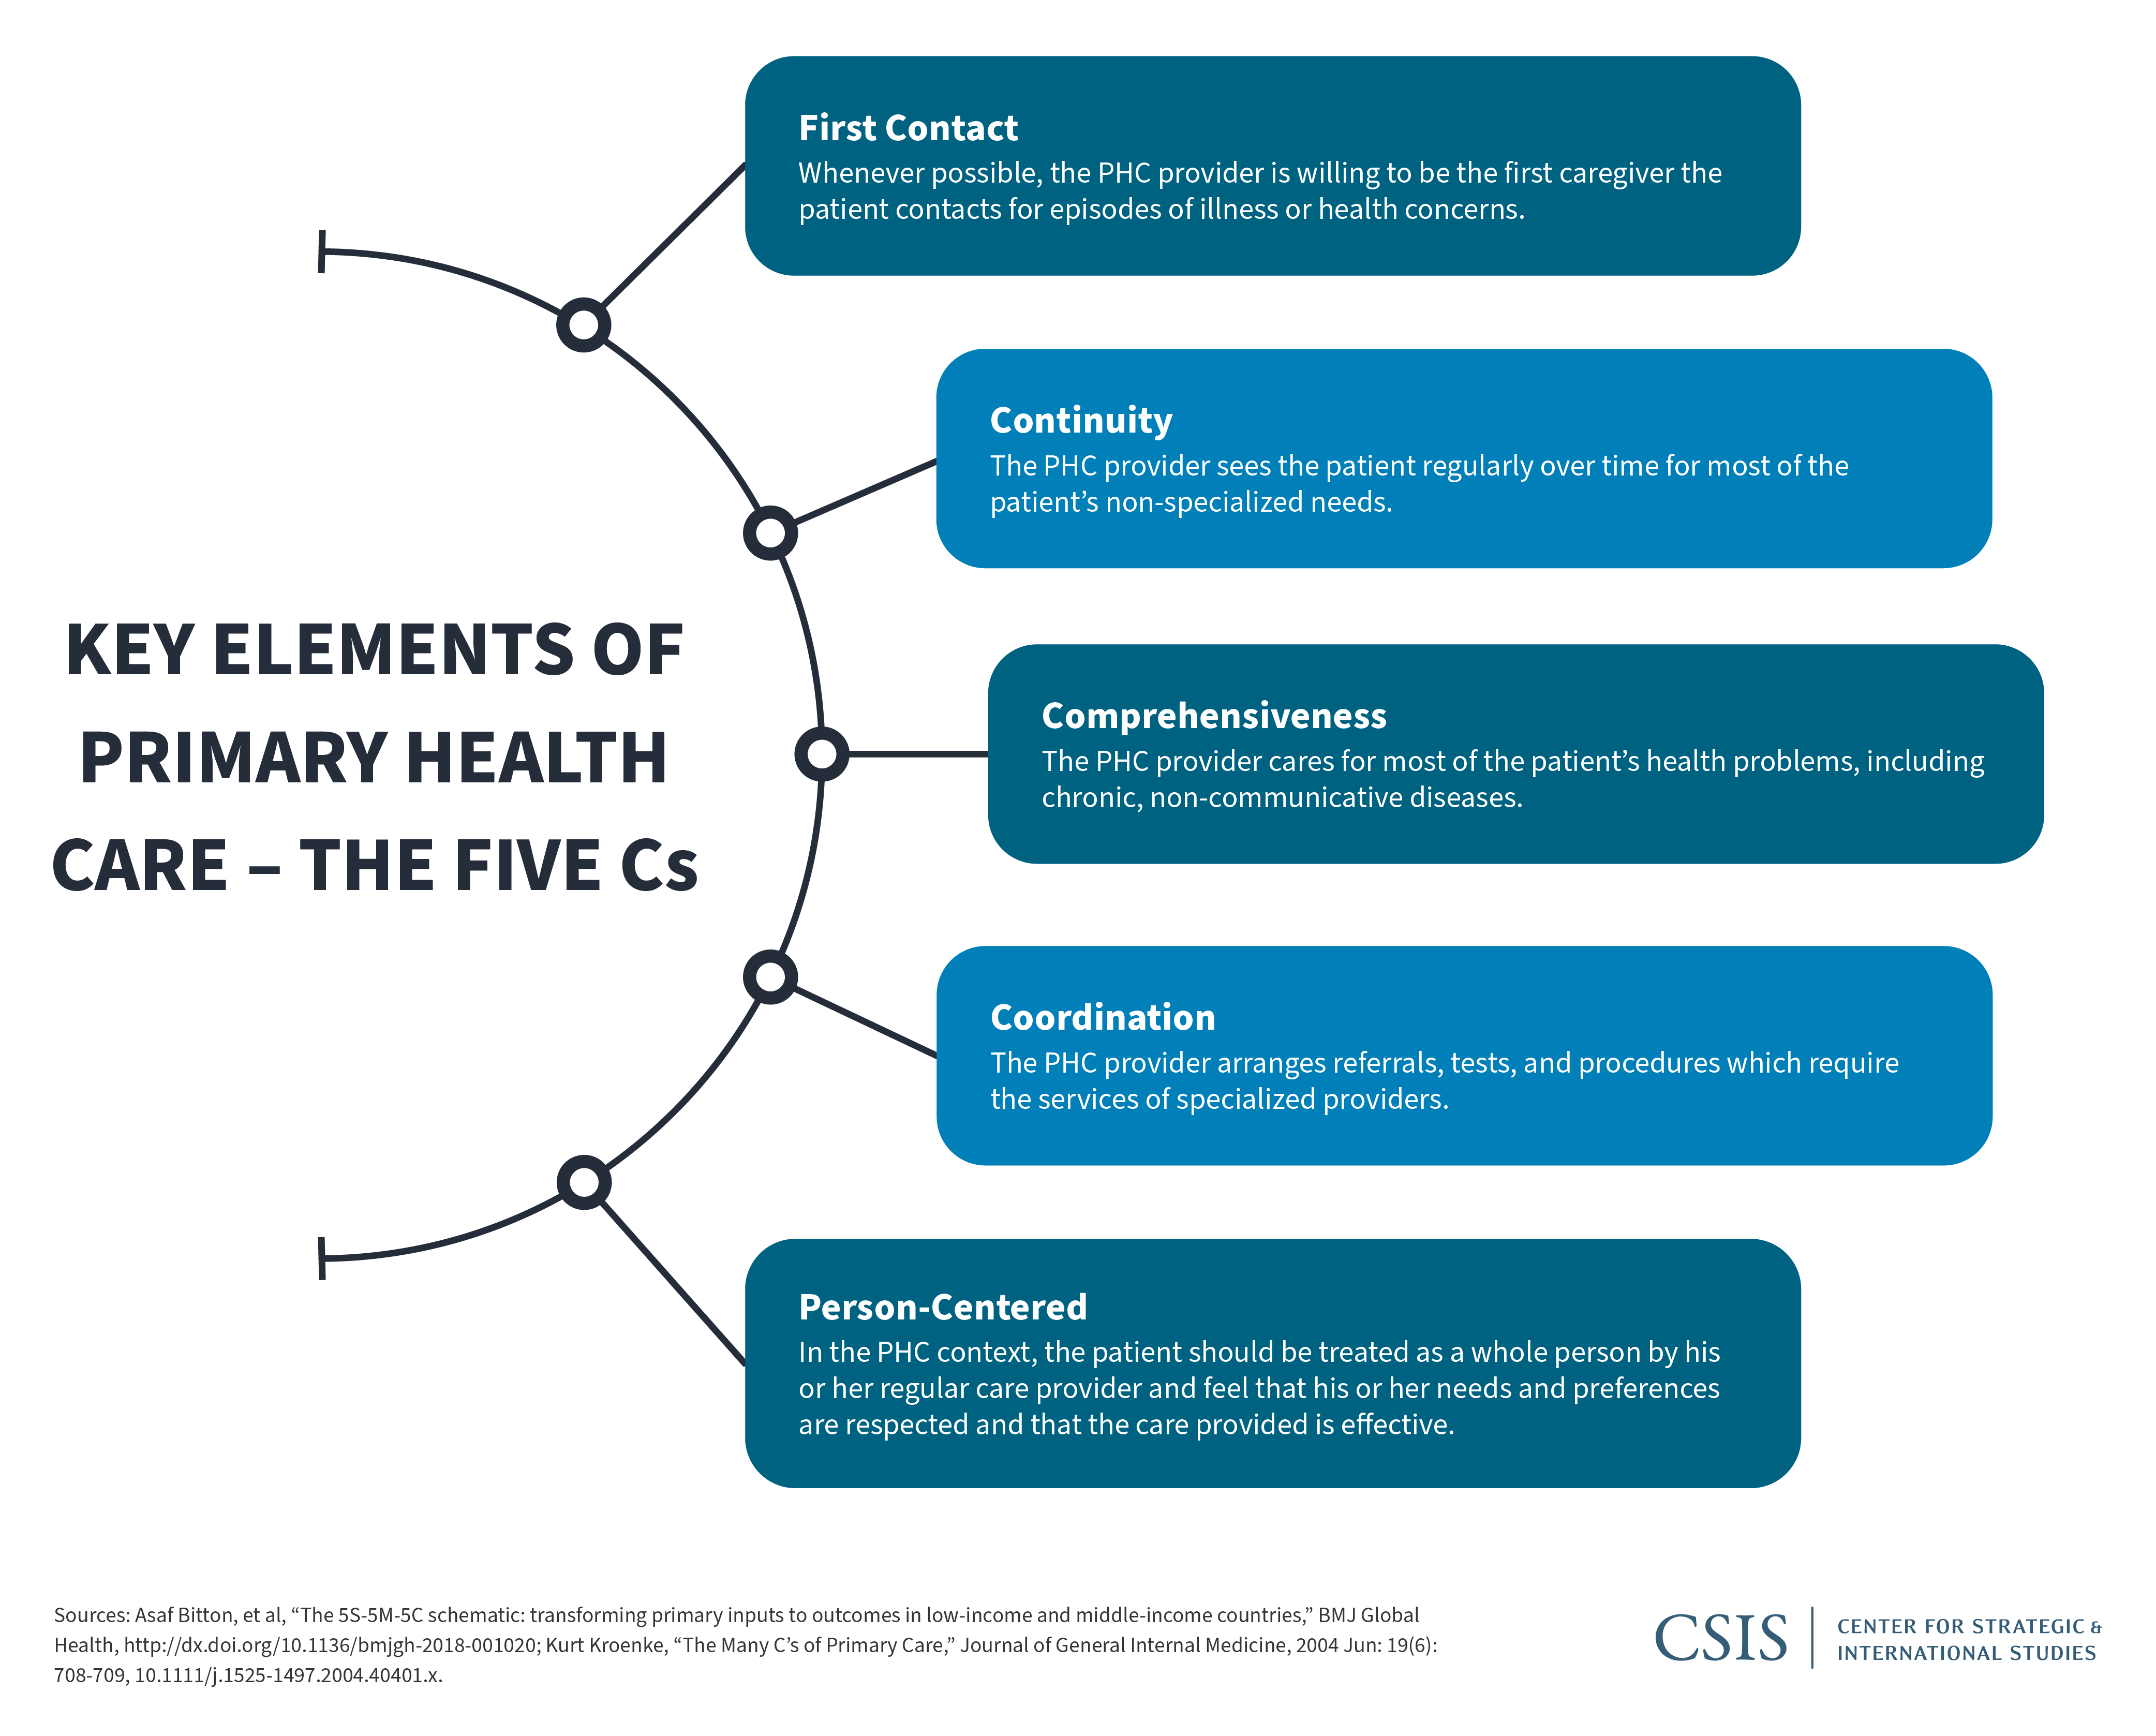 KEY ELEMENTS OF
PRIMARY HEALTH
CARE – THE FIVE Cs
First Contact
Whenever possible, the PHC provider is willing to be the first caregiver the
patient contacts for episodes of illness or health concerns.
Continuity
The PHC provider sees the patient regularly over time for most of the
patient’s non-specialized needs.
Comprehensiveness
The PHC provider cares for most of the patient’s health problems, including
chronic, non-communicative diseases.
Coordination
The PHC provider arranges referrals, tests, and procedures which require
the services of specialized providers.
Person-Centered
In the PHC context, the patient should be treated as a whole person by his
or her regular care provider and feel that his or her needs and preferences
are respected and that the care provided is effective.
Sources: Asaf Bitton, et al, “The 5S-5M-5C schematic: transforming primary inputs to outcomes in low-income and middle-income countries,” BMJ Global
Health, http://dx.doi.org/10.1136/bmjgh-2018-001020; Kurt Kroenke, “The Many C’s of Primary Care,” Journal of General Internal Medicine, 2004 Jun: 19(6):
708-709, 10.1111/j.1525-1497.2004.40401.x.
CSIS
CENTER FOR STRATEGIC &
INTERNATIONAL STUDIES